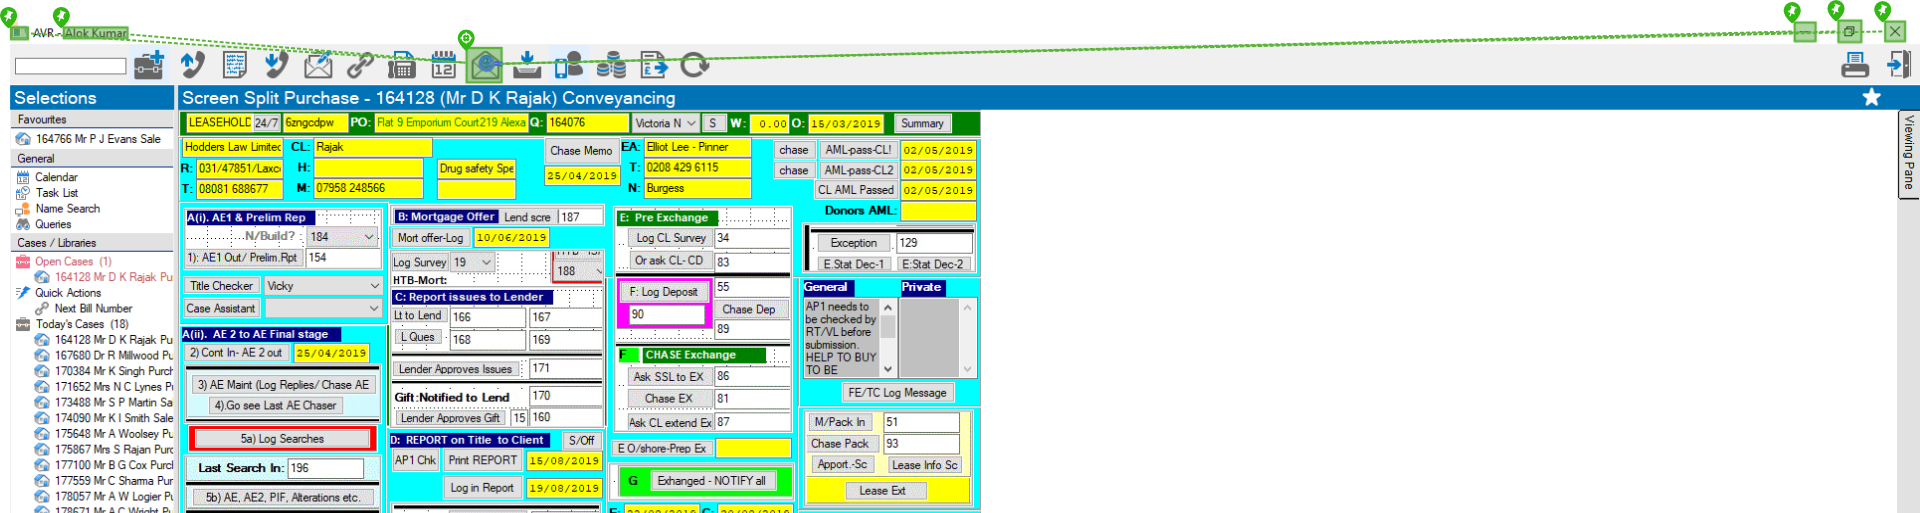 AVR - Alok Kumar
12
Selections
Screen Split Purchase - 164128 (Mr D K Rajak) Conveyancing
Favourites
164766 Mr P J Evans Sale
General
Calendar
Task List
Name Search
Queries
Cases / Libraries
Open Cases (1)
164128 Mr D K Rajak Pu
Quick Actions
Next Bill Number
Today's Cases (18)
164128 Mr D K Rajak Pu
167680 Dr R Millwood Pu
170384 Mr K Singh Purch
171652 Mrs N C Lynes P
173488 Mr S P Martin Sa
174090 Mr K I Smith Sale
175648 Mr A Woolsey Pu
175867 Mrs S Rajan Purc
177100 Mr B G Cox Purcl
177559 Mr C Sharma Pur
178057 Mr A W Logier Pu
178671 Mr A C Wright Pu
LEASEHOLD 24/7 6zngcdpw PO: Flat 9 Emporium Court219 Alexa Q: 164076 Victoria N S W: 0.00 O: 15/03/2019 Summary
Hodders Law Limitec CL: Rajak
R: 031/47851/Laxc H: Drug safety Spe
T: 08081 688677 M: 07958 248566
Chase Memo
25/04/2019
EA: Elliot Lee - Pinner
T: 0208 429 6115
N: Burgess
chase AML-pass-CL! 02/05/2019
chase AML-pass-CL2 02/05/2019
CL AML Passed 02/05/2019
Donors AML:
A(i). AE1 & Prelim Rep
N/Build? : 184
1): AE1 Out/ Prelim.Rpt 154
Title Checker Vicky
Case Assistant
A(ii). AE 2 to AE Final stage
2) Cont In- AE 2 out 25/04/2019
3) AE Maint (Log Replies/ Chase AE
4).Go see Last AE Chaser
5a) Log Searches
Last Search In: 196
5b) AE, AE2, PIF, Alterations etc.
B: Mortgage Offer Lend scre 187
Mort offer-Log 10/06/2019
Log Survey 19
188
HTB-Mort:
C: Report issues to Lender
Lt to Lend 166 167
L Ques 168 169
Lender Approves Issues 171
Gift:Notified to Lend 170
Lender Approves Gift 15 160
D: REPORT on Title to Client S/Off
AP1 Chk Print REPORT 15/08/2019
Log in Report 19/08/2019
E: Pre Exchange
Log CL Survey 34
Or ask CL- CD 83
F: Log Deposit 55
90 Chase Dep
89
F CHASE Exchange
Ask SSL to EX 86
Chase EX 81
Ask CL extend Ex 87
E O/shore-Prep Ex
G Exhanged - NOTIFY all
Exception 129
E.Stat Dec-1 E:Stat Dec-2
General Private
AP1 needs to
be checked by
RT/VL before
submission.
HELP TO BUY
TO BE
FE/TC Log Message
M/Pack In 51
Chase Pack 93
Apport.-Sc Lease Info Sc
Lease Ext
Viewing Pane